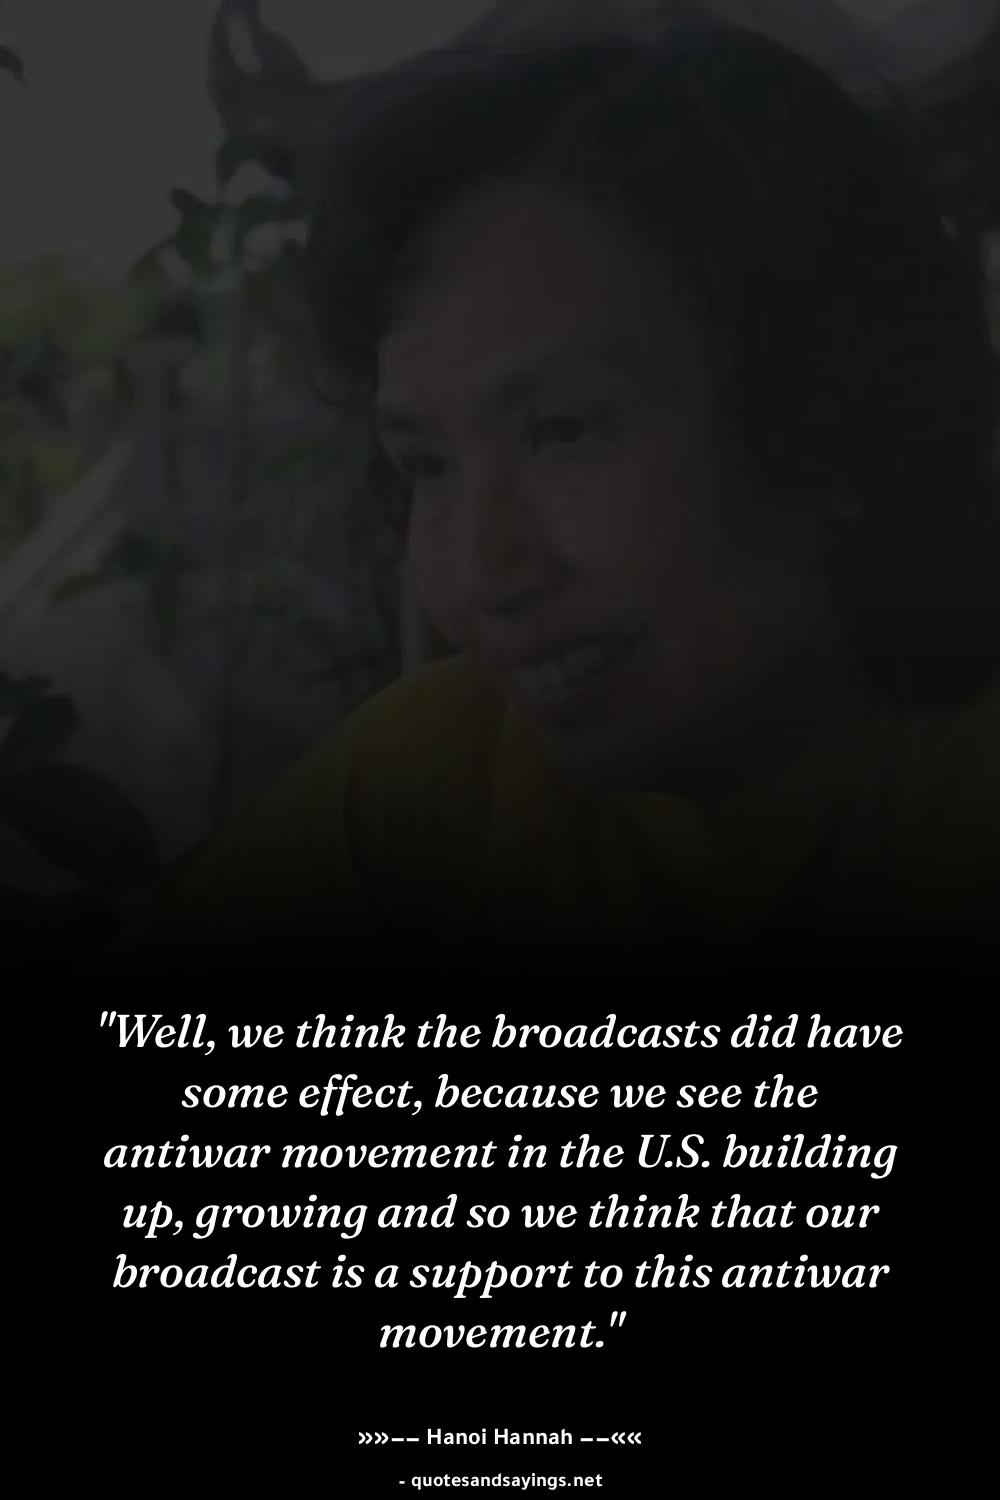 "Well, we think the broadcasts did have
some effect, because we see the
antiwar movement in the U.S. building
up, growing and so we think that our
broadcast is a support to this antiwar
movement."
»»–– Hanoi Hannah ––««
- quotesandsayings.net